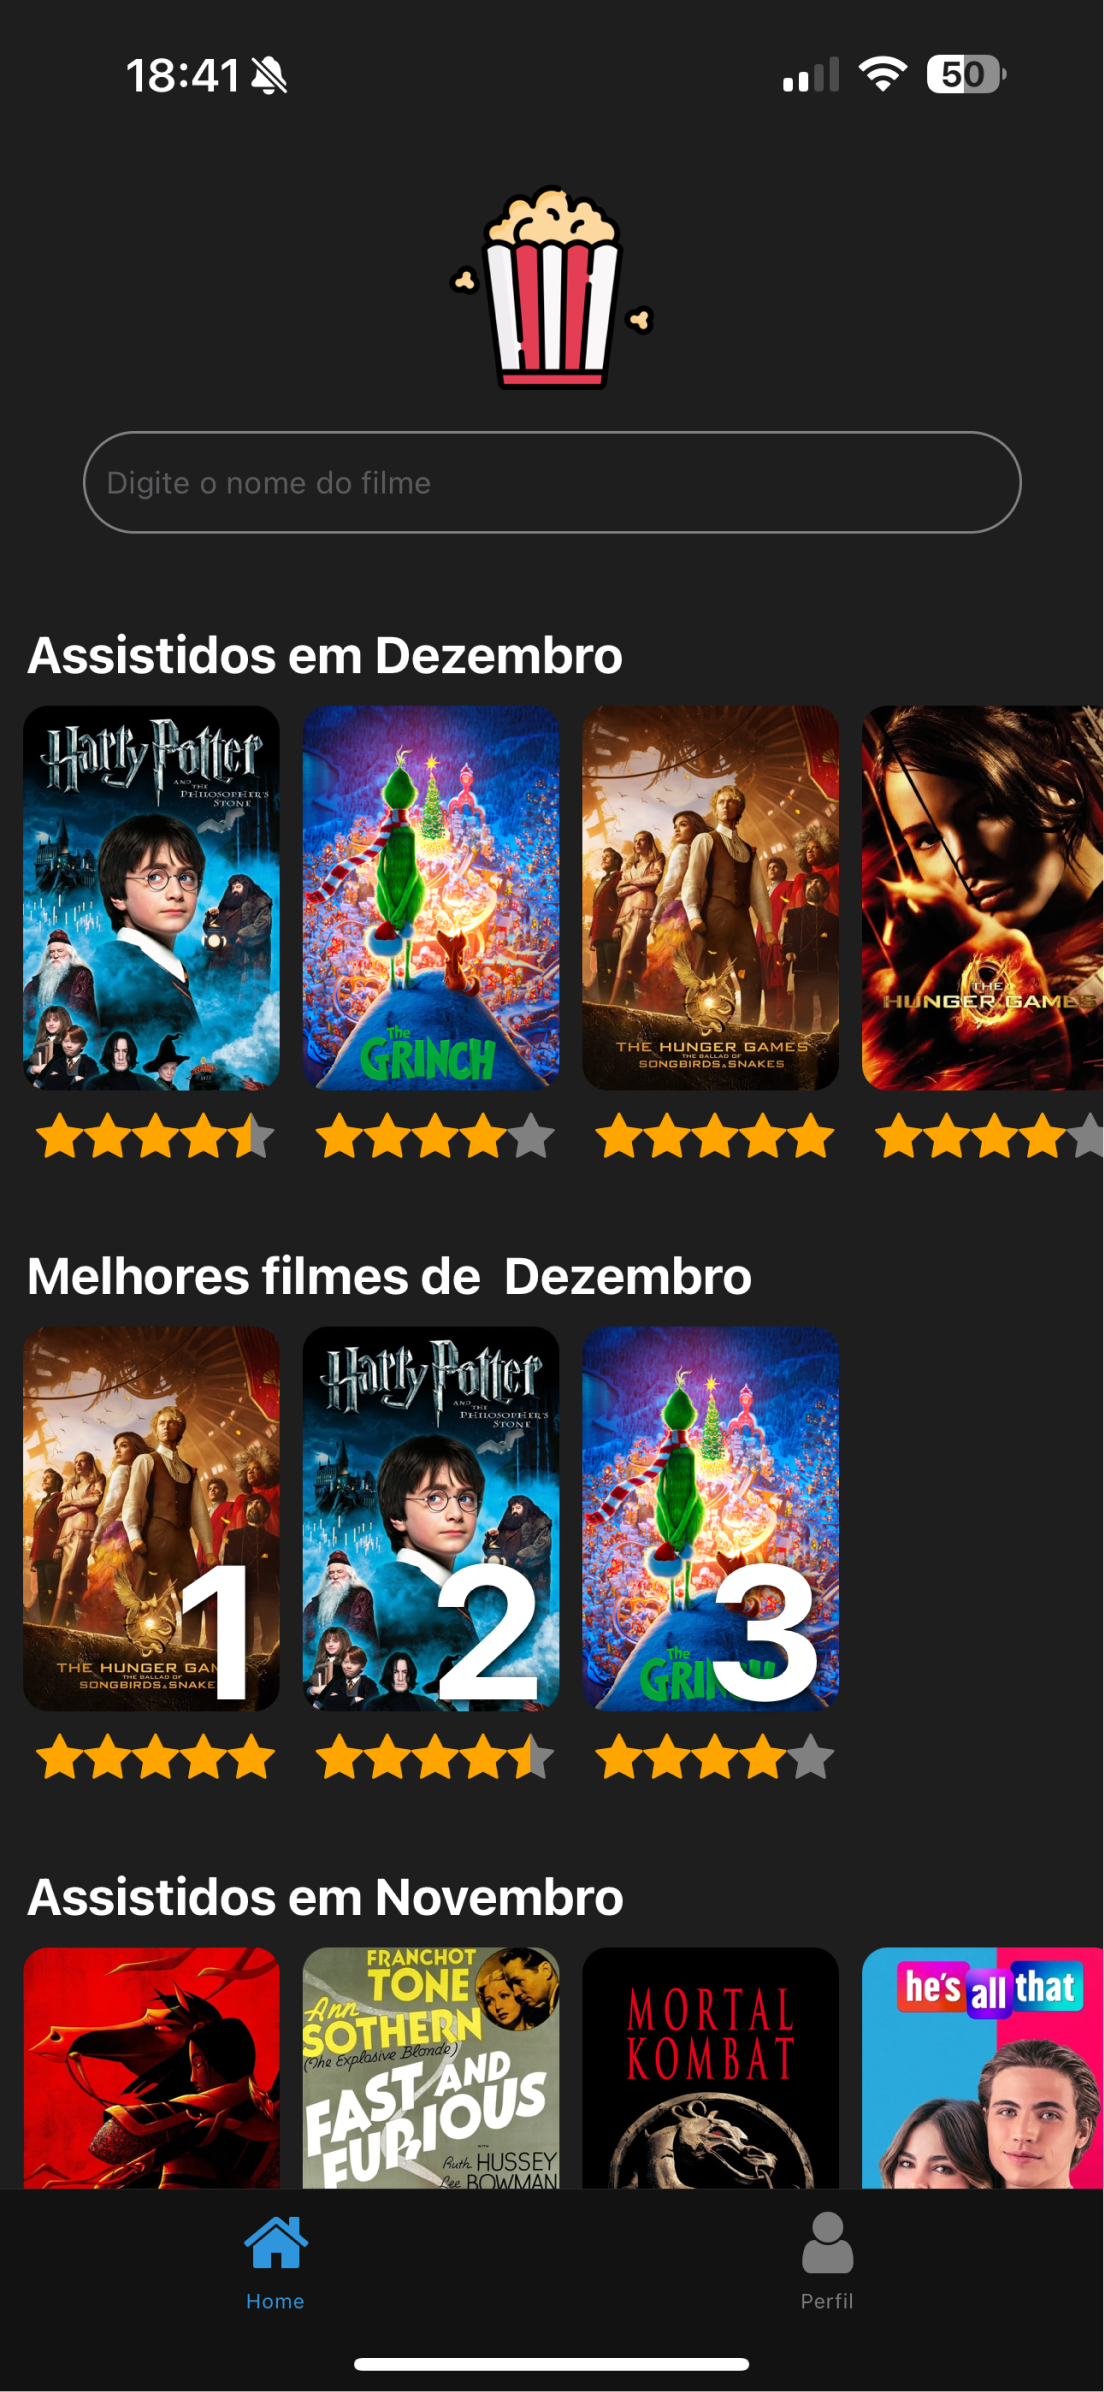 18:41
50
Digite o nome do filme
Assistidos em Dezembro
Harry Potter
AND THE
PHILOSOPHER'S
STONE
The
GRINCH
THE HUNGER GAMES
THE BALLAD OF
SONGBIRDS & SNAKES
THE
HUNGER GAMES
Melhores filmes de  Dezembro
THE HUNGER GAM
THE BALLAD OF
SONGBIRDS & SNAKE
1
Harry Potter
AND THE
PHILOSOPHER'S
STONE
2
The
GRIN
3
Assistidos em Novembro
FRANCHOT
TONE
Ann
SOTHERN
(The Explosive Blonde)
FAST AND
FURIOUS
WITH
Ruth HUSSEY
Lee BOWMAN
MORTAL
KOMBAT
he's all that
Home
Perfil